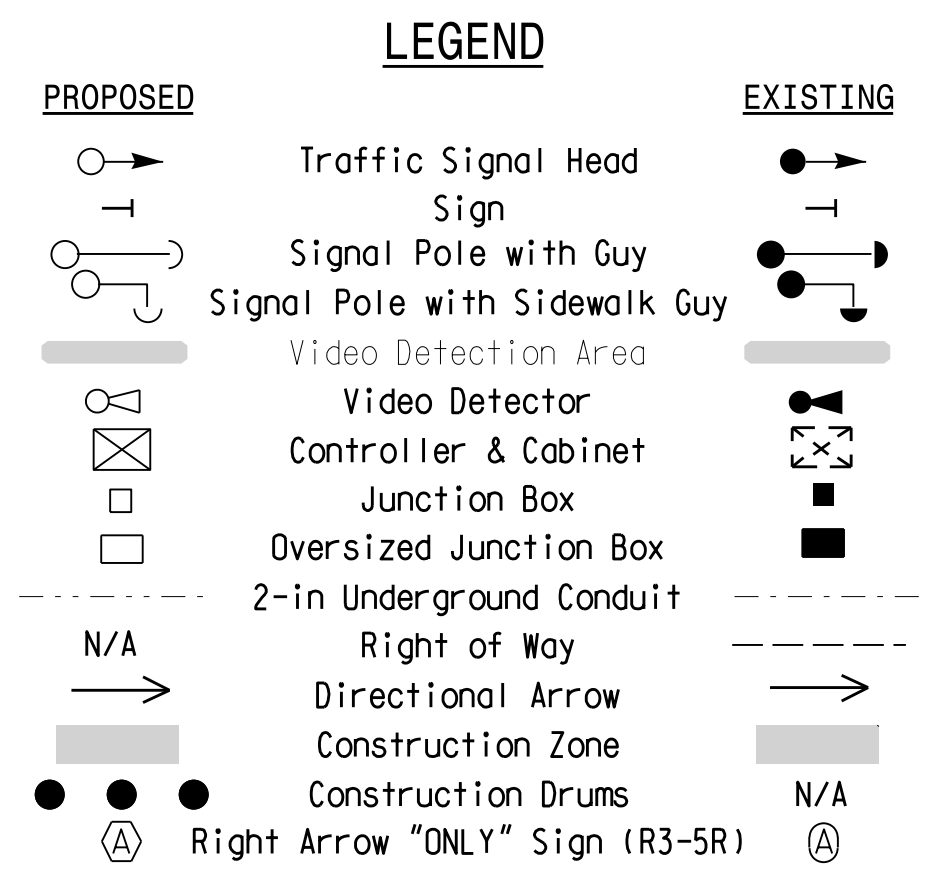 LEGEND
PROPOSED EXISTING
Traffic Signal Head
Sign
Signal Pole with Guy
Signal Pole with Sidewalk Guy
Video Detection Area
Video Detector
Controller & Cabinet
Junction Box
Oversized Junction Box
2-in Underground Conduit
N/A Right of Way
Directional Arrow
Construction Zone
Construction Drums N/A
A Right Arrow "ONLY" Sign (R3-5R) A